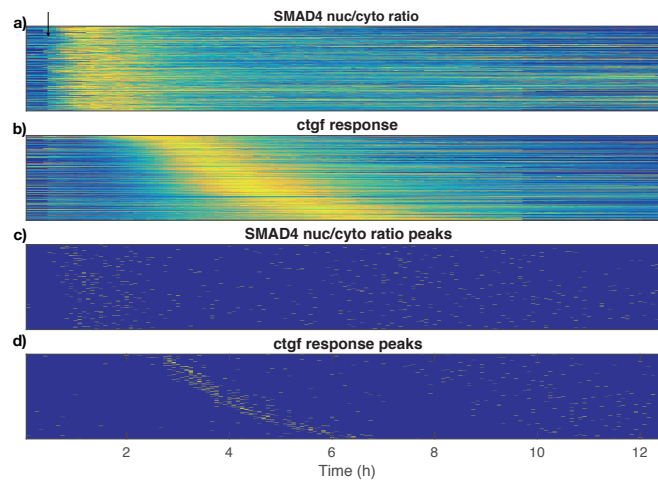 SMAD4 nuc/cyto ratio
a)
b)
ctgf response
c)
SMAD4 nuc/cyto ratio peaks
d)
ctgf response peaks
2 4 6 8 10 12
Time (h)